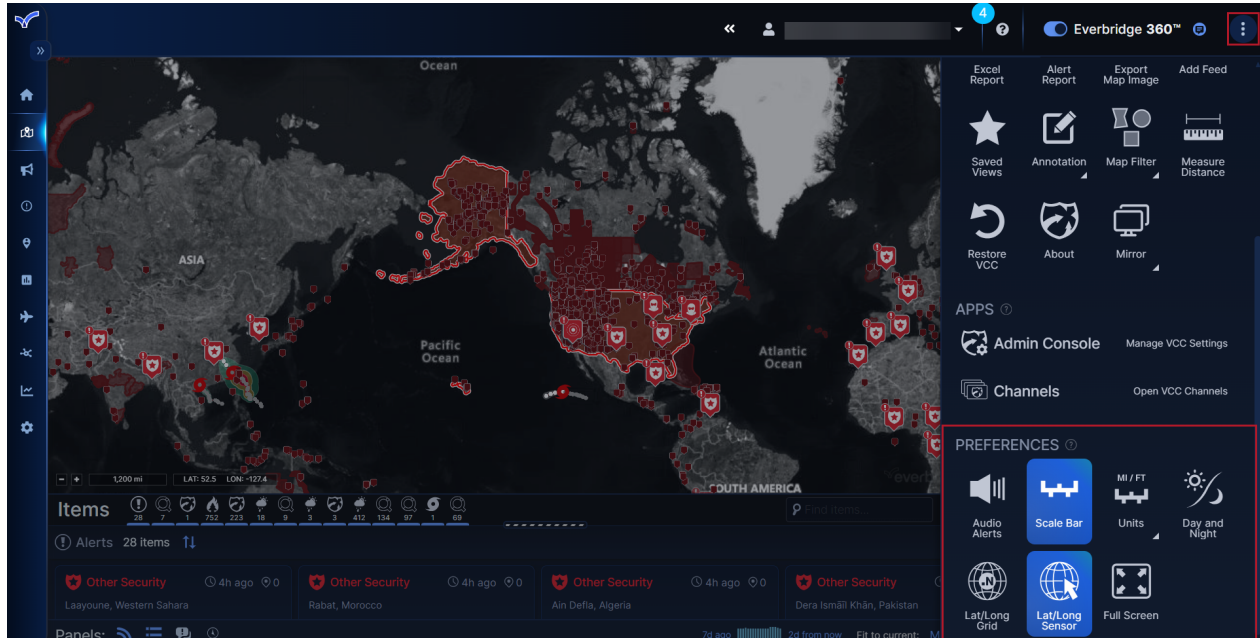 4
Everbridge 360™
Ocean
ASIA
Pacific
Ocean
Atlantic
Ocean
SOUTH AMERICA
1,200 mi
LAT: 52.5 LON: -127.4
Excel
Report
Alert
Report
Export
Map Image
Add Feed
Saved
Views
Annotation
Map Filter
Measure
Distance
Restore
VCC
About
Mirror
APPS
Admin Console
Manage VCC Settings
Channels
Open VCC Channels
PREFERENCES
Audio
Alerts
Scale Bar
MI / FT
Units
Day and
Night
Lat/Long
Grid
Lat/Long
Sensor
Full Screen
Items
28 7 1 752 223 18 9 3 3 412 134 97 1 69
Find items...
Alerts 28 items
Other Security 4h ago 0
Laayoune, Western Sahara
Other Security 4h ago 0
Rabat, Morocco
Other Security 4h ago 0
Ain Defla, Algeria
Other Security
Dera Ismāīl Khān, Pakistan
Panels:
7d ago 2d from now Fit to current: M